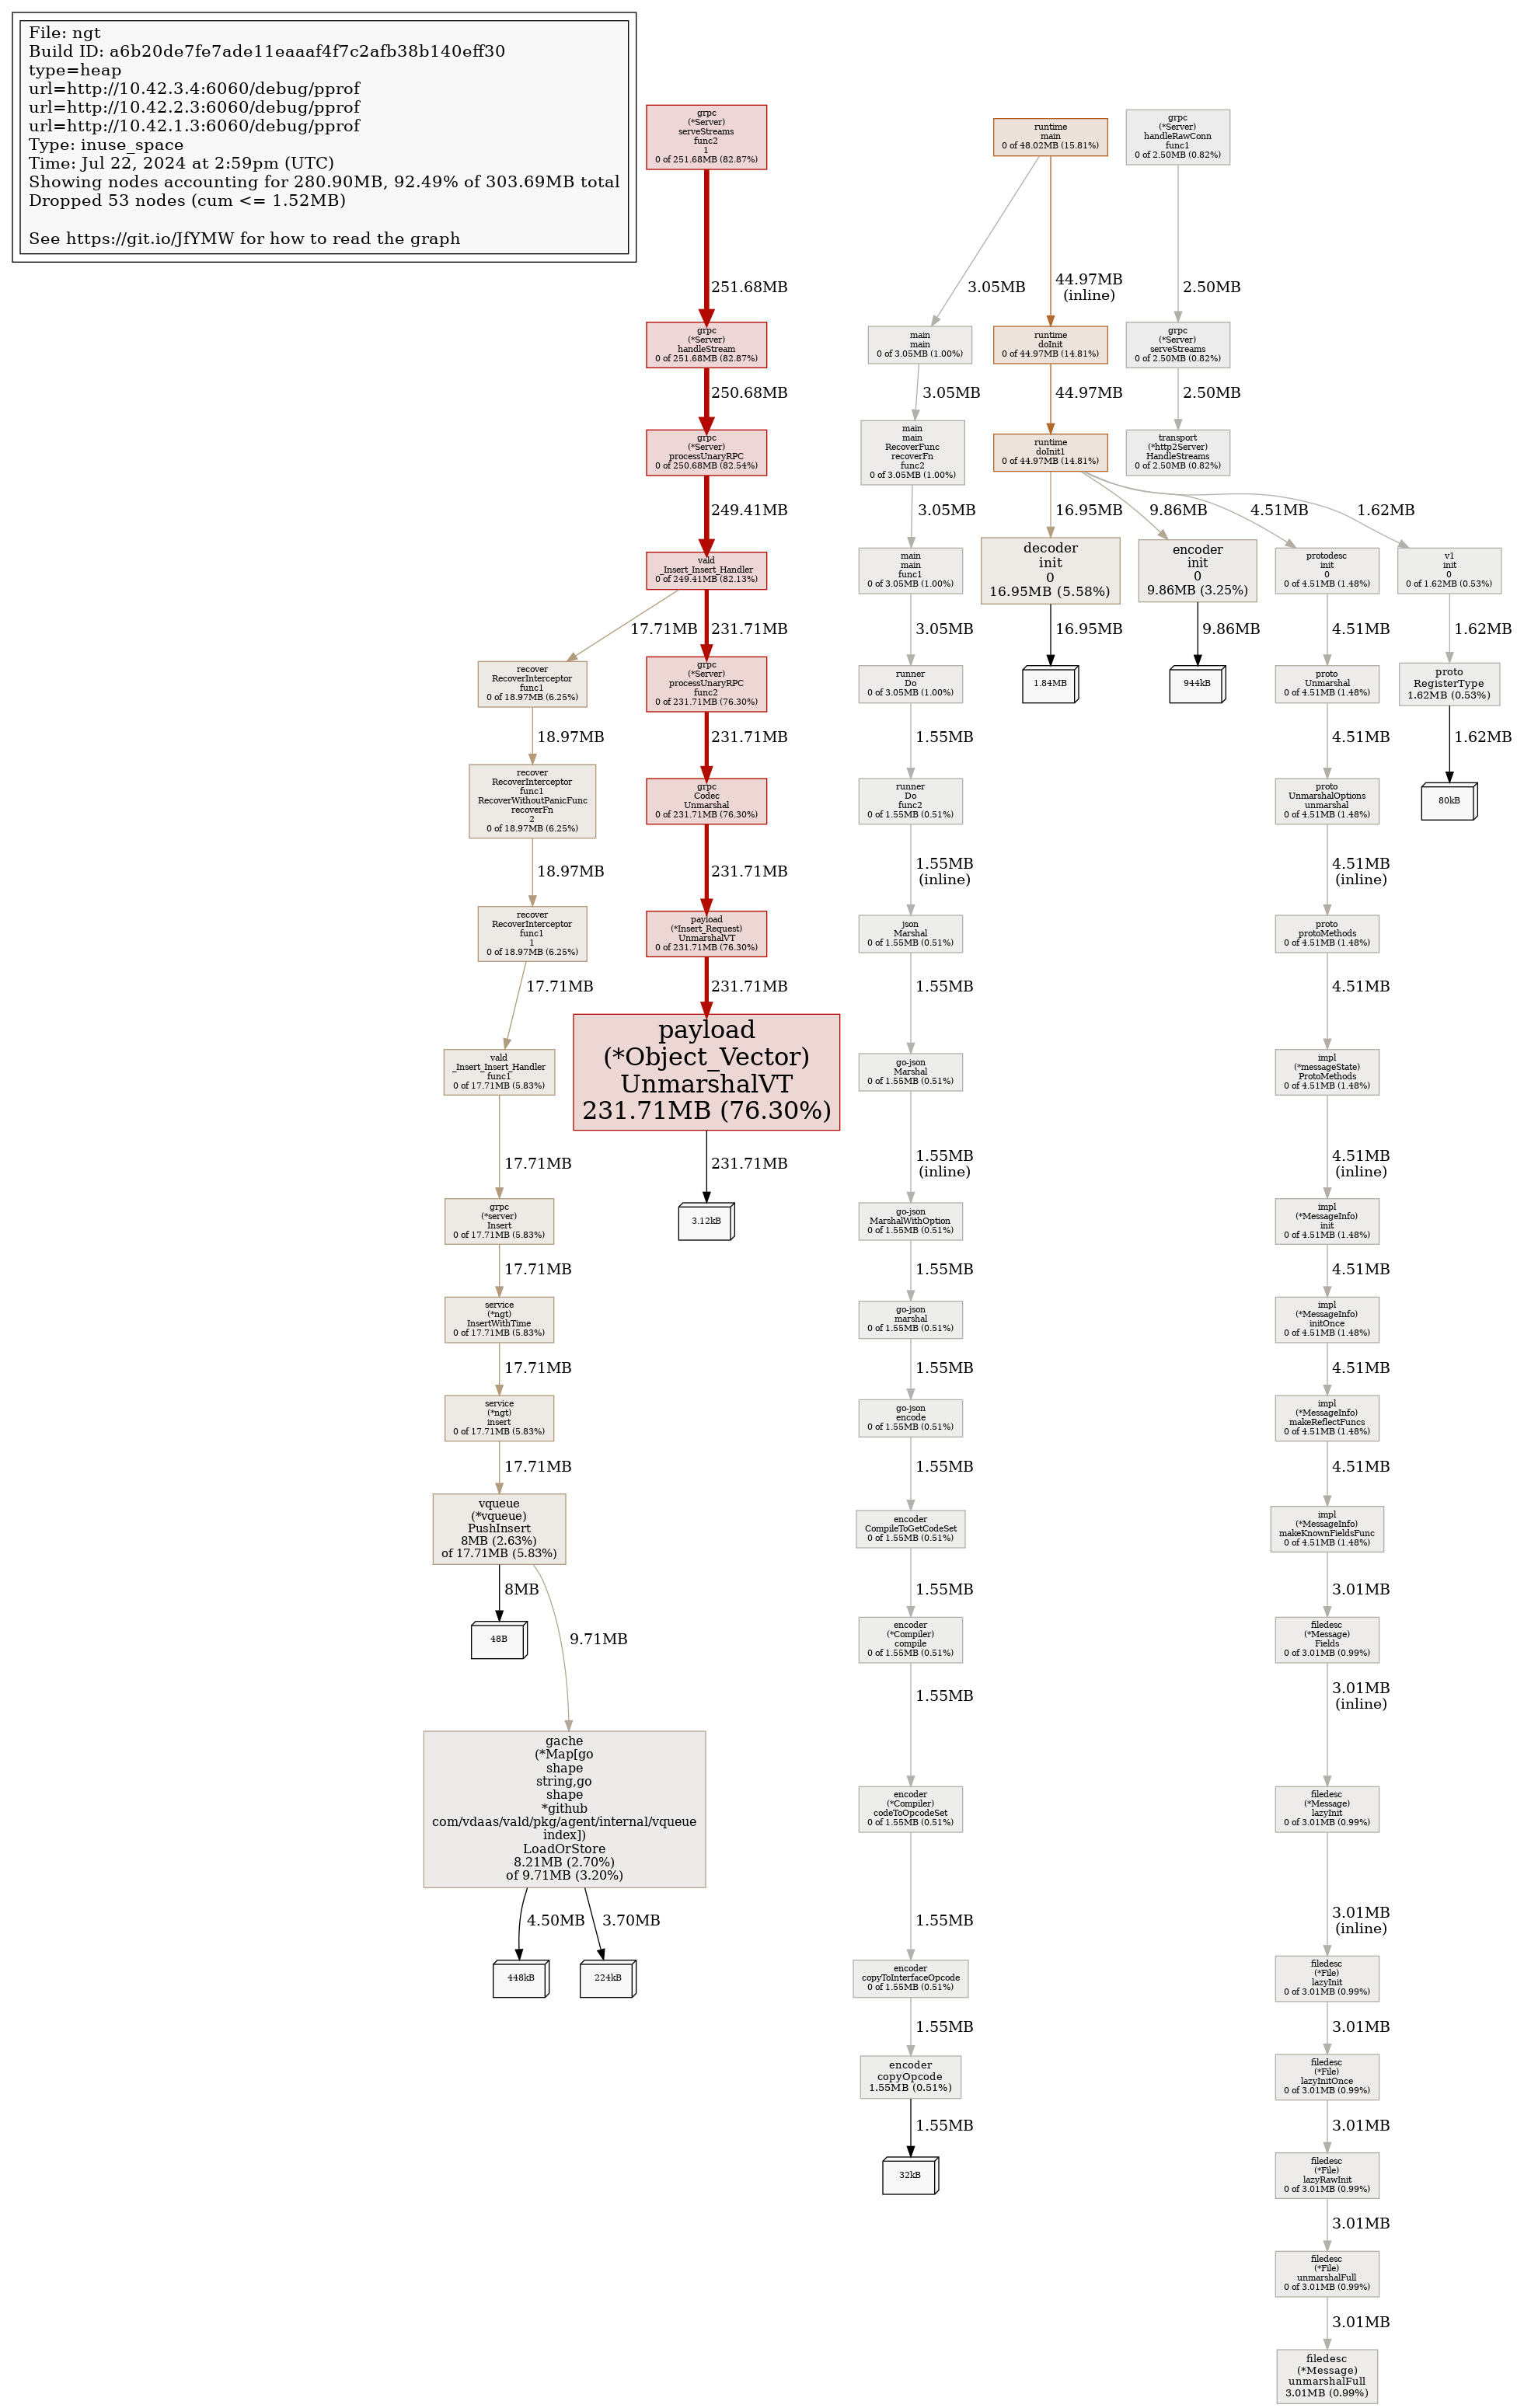 File: ngt
Build ID: a6b20de7fe7ade11eaaaf4f7c2afb38b140eff30
type=heap
url=http://10.42.3.4:6060/debug/pprof
url=http://10.42.2.3:6060/debug/pprof
url=http://10.42.1.3:6060/debug/pprof
Type: inuse_space
Time: Jul 22, 2024 at 2:59pm (UTC)
Showing nodes accounting for 280.90MB, 92.49% of 303.69MB total
Dropped 53 nodes (cum <= 1.52MB)
See https://git.io/JfYMW for how to read the graph
grpc
(*Server)
serveStreams
func2
1
0 of 251.68MB (82.87%)
251.68MB
grpc
(*Server)
handleStream
0 of 251.68MB (82.87%)
250.68MB
grpc
(*Server)
processUnaryRPC
0 of 250.68MB (82.54%)
249.41MB
vald
_Insert_Insert_Handler
0 of 249.41MB (82.13%)
17.71MB
231.71MB
recover
RecoverInterceptor
func1
0 of 18.97MB (6.25%)
18.97MB
recover
RecoverInterceptor
func1
RecoverWithoutPanicFunc
recoverFn
2
0 of 18.97MB (6.25%)
18.97MB
recover
RecoverInterceptor
func1
1
0 of 18.97MB (6.25%)
17.71MB
vald
_Insert_Insert_Handler
func1
0 of 17.71MB (5.83%)
17.71MB
grpc
(*server)
Insert
0 of 17.71MB (5.83%)
17.71MB
service
(*ngt)
InsertWithTime
0 of 17.71MB (5.83%)
17.71MB
service
(*ngt)
insert
0 of 17.71MB (5.83%)
17.71MB
vqueue
(*vqueue)
PushInsert
8MB (2.63%)
of 17.71MB (5.83%)
8MB
48B
9.71MB
gache
(*Map[go
shape
string,go
shape
*github
com/vdaas/vald/pkg/agent/internal/vqueue
index])
LoadOrStore
8.21MB (2.70%)
of 9.71MB (3.20%)
4.50MB
3.70MB
448kB
224kB
grpc
(*Server)
processUnaryRPC
func2
0 of 231.71MB (76.30%)
231.71MB
grpc
Codec
Unmarshal
0 of 231.71MB (76.30%)
231.71MB
payload
(*Insert_Request)
UnmarshalVT
0 of 231.71MB (76.30%)
231.71MB
payload
(*Object_Vector)
UnmarshalVT
231.71MB (76.30%)
231.71MB
3.12kB
runtime
main
0 of 48.02MB (15.81%)
3.05MB
44.97MB
(inline)
main
main
0 of 3.05MB (1.00%)
3.05MB
main
main
RecoverFunc
recoverFn
func2
0 of 3.05MB (1.00%)
3.05MB
main
main
func1
0 of 3.05MB (1.00%)
3.05MB
runner
Do
0 of 3.05MB (1.00%)
1.55MB
runner
Do
func2
0 of 1.55MB (0.51%)
1.55MB
(inline)
json
Marshal
0 of 1.55MB (0.51%)
1.55MB
go-json
Marshal
0 of 1.55MB (0.51%)
1.55MB
(inline)
go-json
MarshalWithOption
0 of 1.55MB (0.51%)
1.55MB
go-json
marshal
0 of 1.55MB (0.51%)
1.55MB
go-json
encode
0 of 1.55MB (0.51%)
1.55MB
encoder
CompileToGetCodeSet
0 of 1.55MB (0.51%)
1.55MB
encoder
(*Compiler)
compile
0 of 1.55MB (0.51%)
1.55MB
encoder
(*Compiler)
codeToOpcodeSet
0 of 1.55MB (0.51%)
1.55MB
encoder
copyToInterfaceOpcode
0 of 1.55MB (0.51%)
1.55MB
encoder
copyOpcode
1.55MB (0.51%)
1.55MB
32kB
runtime
doInit
0 of 44.97MB (14.81%)
44.97MB
runtime
doInit1
0 of 44.97MB (14.81%)
16.95MB
9.86MB
4.51MB
1.62MB
decoder
init
0
16.95MB (5.58%)
16.95MB
1.84MB
encoder
init
0
9.86MB (3.25%)
9.86MB
944kB
grpc
(*Server)
handleRawConn
func1
0 of 2.50MB (0.82%)
2.50MB
grpc
(*Server)
serveStreams
0 of 2.50MB (0.82%)
2.50MB
transport
(*http2Server)
HandleStreams
0 of 2.50MB (0.82%)
protodesc
init
0
0 of 4.51MB (1.48%)
4.51MB
proto
Unmarshal
0 of 4.51MB (1.48%)
4.51MB
proto
UnmarshalOptions
unmarshal
0 of 4.51MB (1.48%)
4.51MB
(inline)
proto
protoMethods
0 of 4.51MB (1.48%)
4.51MB
impl
(*messageState)
ProtoMethods
0 of 4.51MB (1.48%)
4.51MB
(inline)
impl
(*MessageInfo)
init
0 of 4.51MB (1.48%)
4.51MB
impl
(*MessageInfo)
initOnce
0 of 4.51MB (1.48%)
4.51MB
impl
(*MessageInfo)
makeReflectFuncs
0 of 4.51MB (1.48%)
4.51MB
impl
(*MessageInfo)
makeKnownFieldsFunc
0 of 4.51MB (1.48%)
3.01MB
filedesc
(*Message)
Fields
0 of 3.01MB (0.99%)
3.01MB
(inline)
filedesc
(*Message)
lazyInit
0 of 3.01MB (0.99%)
3.01MB
(inline)
filedesc
(*File)
lazyInit
0 of 3.01MB (0.99%)
3.01MB
filedesc
(*File)
lazyInitOnce
0 of 3.01MB (0.99%)
3.01MB
filedesc
(*File)
lazyRawInit
0 of 3.01MB (0.99%)
3.01MB
filedesc
(*File)
unmarshalFull
0 of 3.01MB (0.99%)
3.01MB
filedesc
(*Message)
unmarshalFull
3.01MB (0.99%)
v1
init
0
0 of 1.62MB (0.53%)
1.62MB
proto
RegisterType
1.62MB (0.53%)
1.62MB
80kB